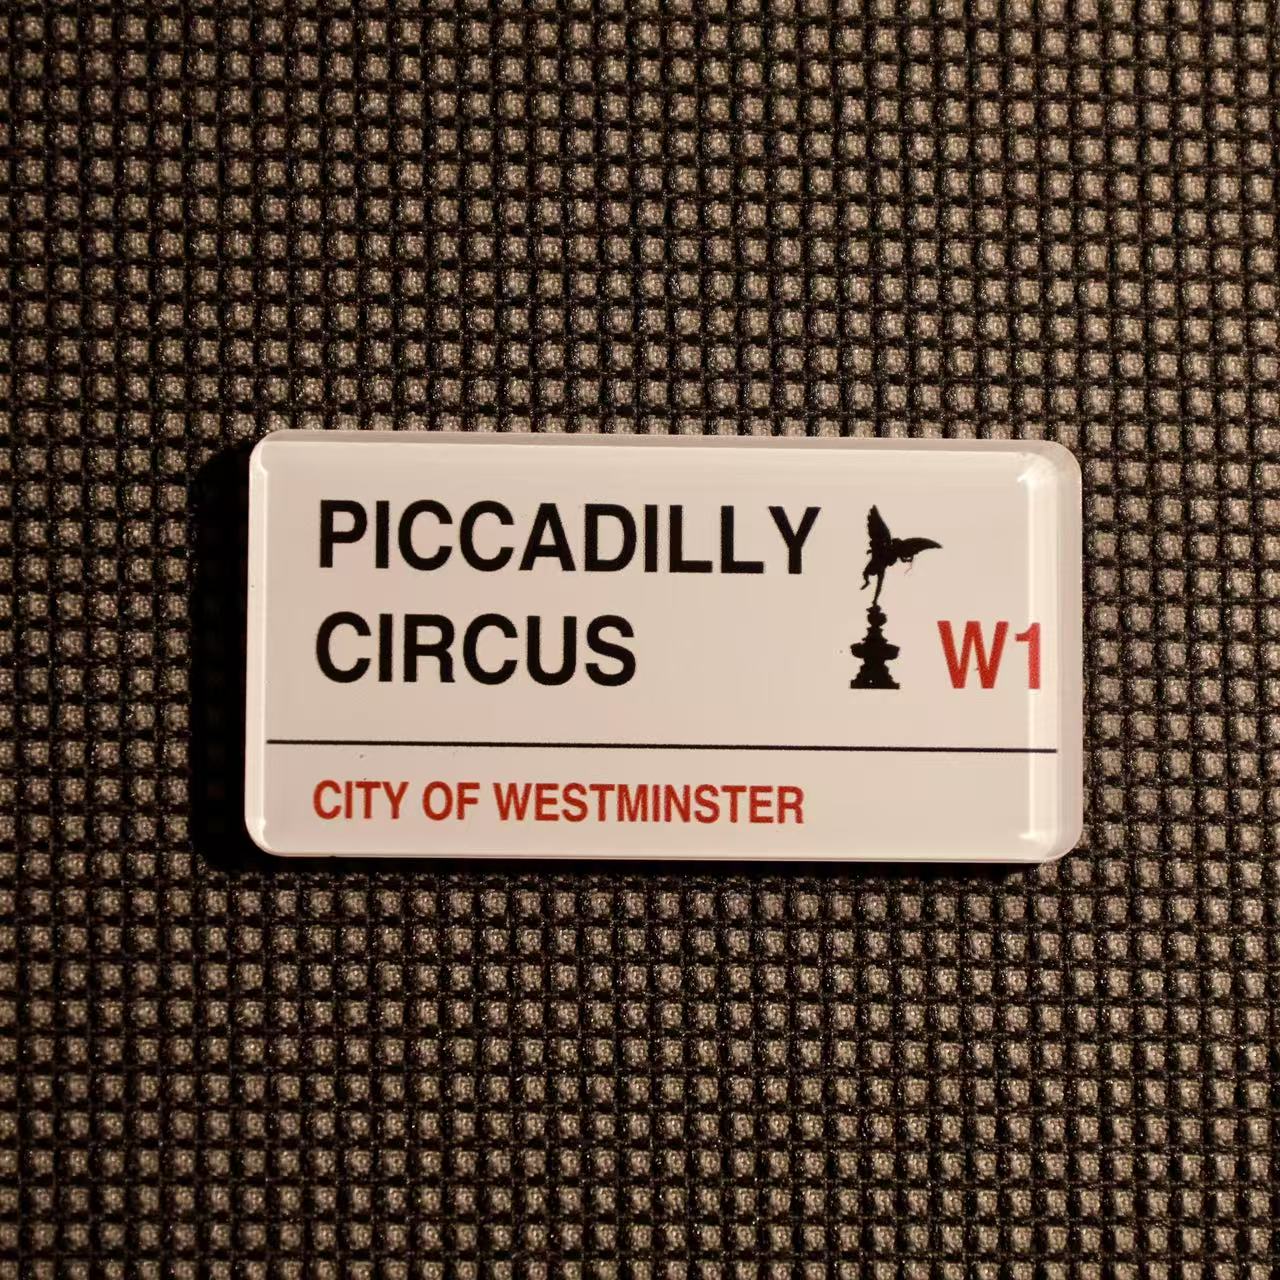 PICCADILLY
CIRCUS
W1
CITY OF WESTMINSTER